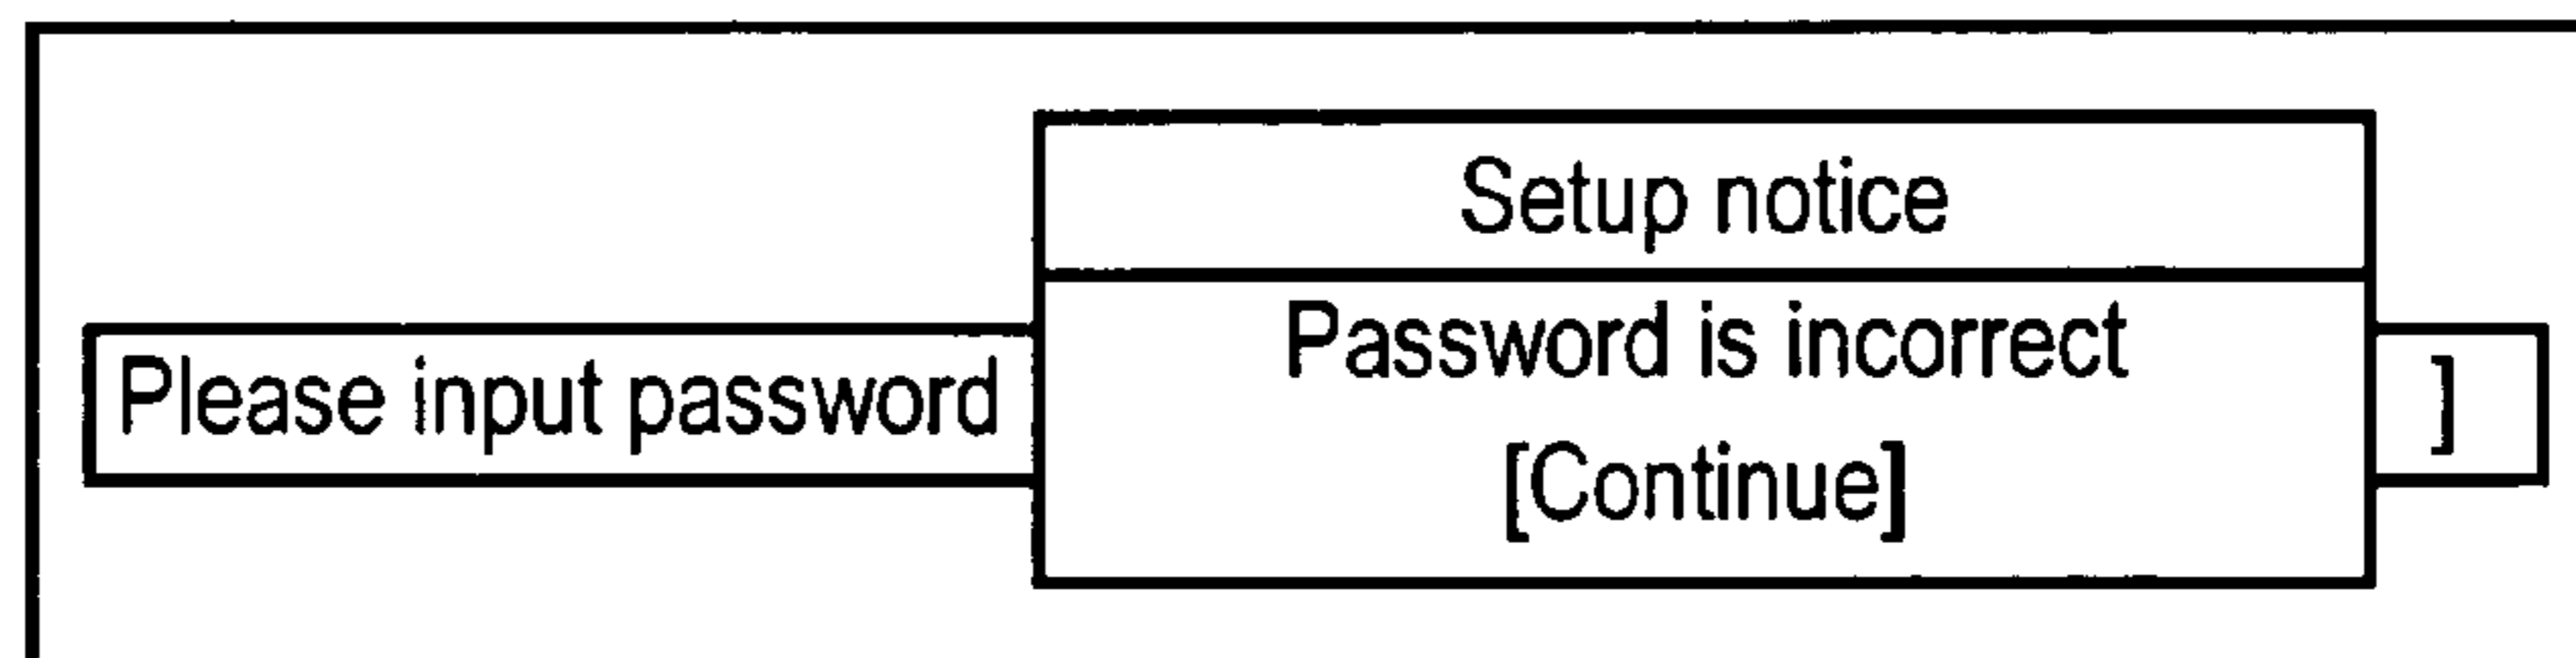 Setup notice
Password is incorrect
Please input password ]
[Continue]